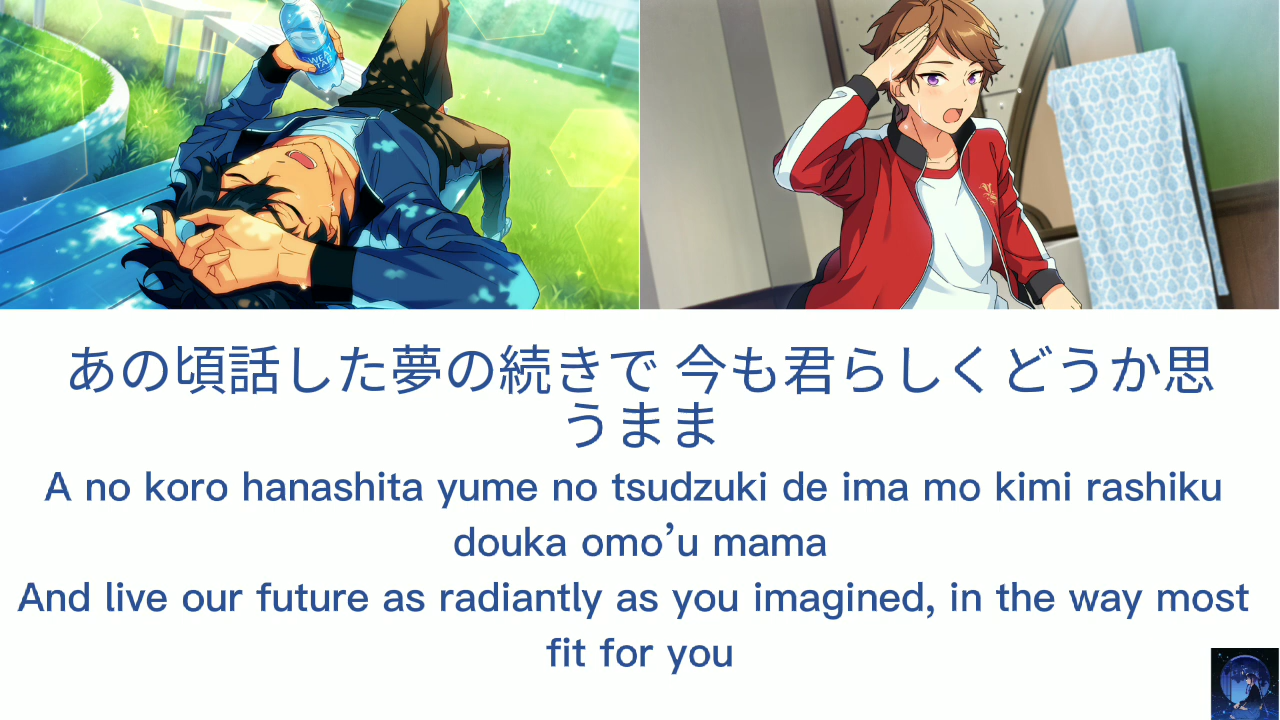 あの頃話した夢の続きで 今も君らしくどうか思
うまま
A no koro hanashita yume no tsudzuki de ima mo kimi rashiku
douka omo’u mama
And live our future as radiantly as you imagined, in the way most
fit for you